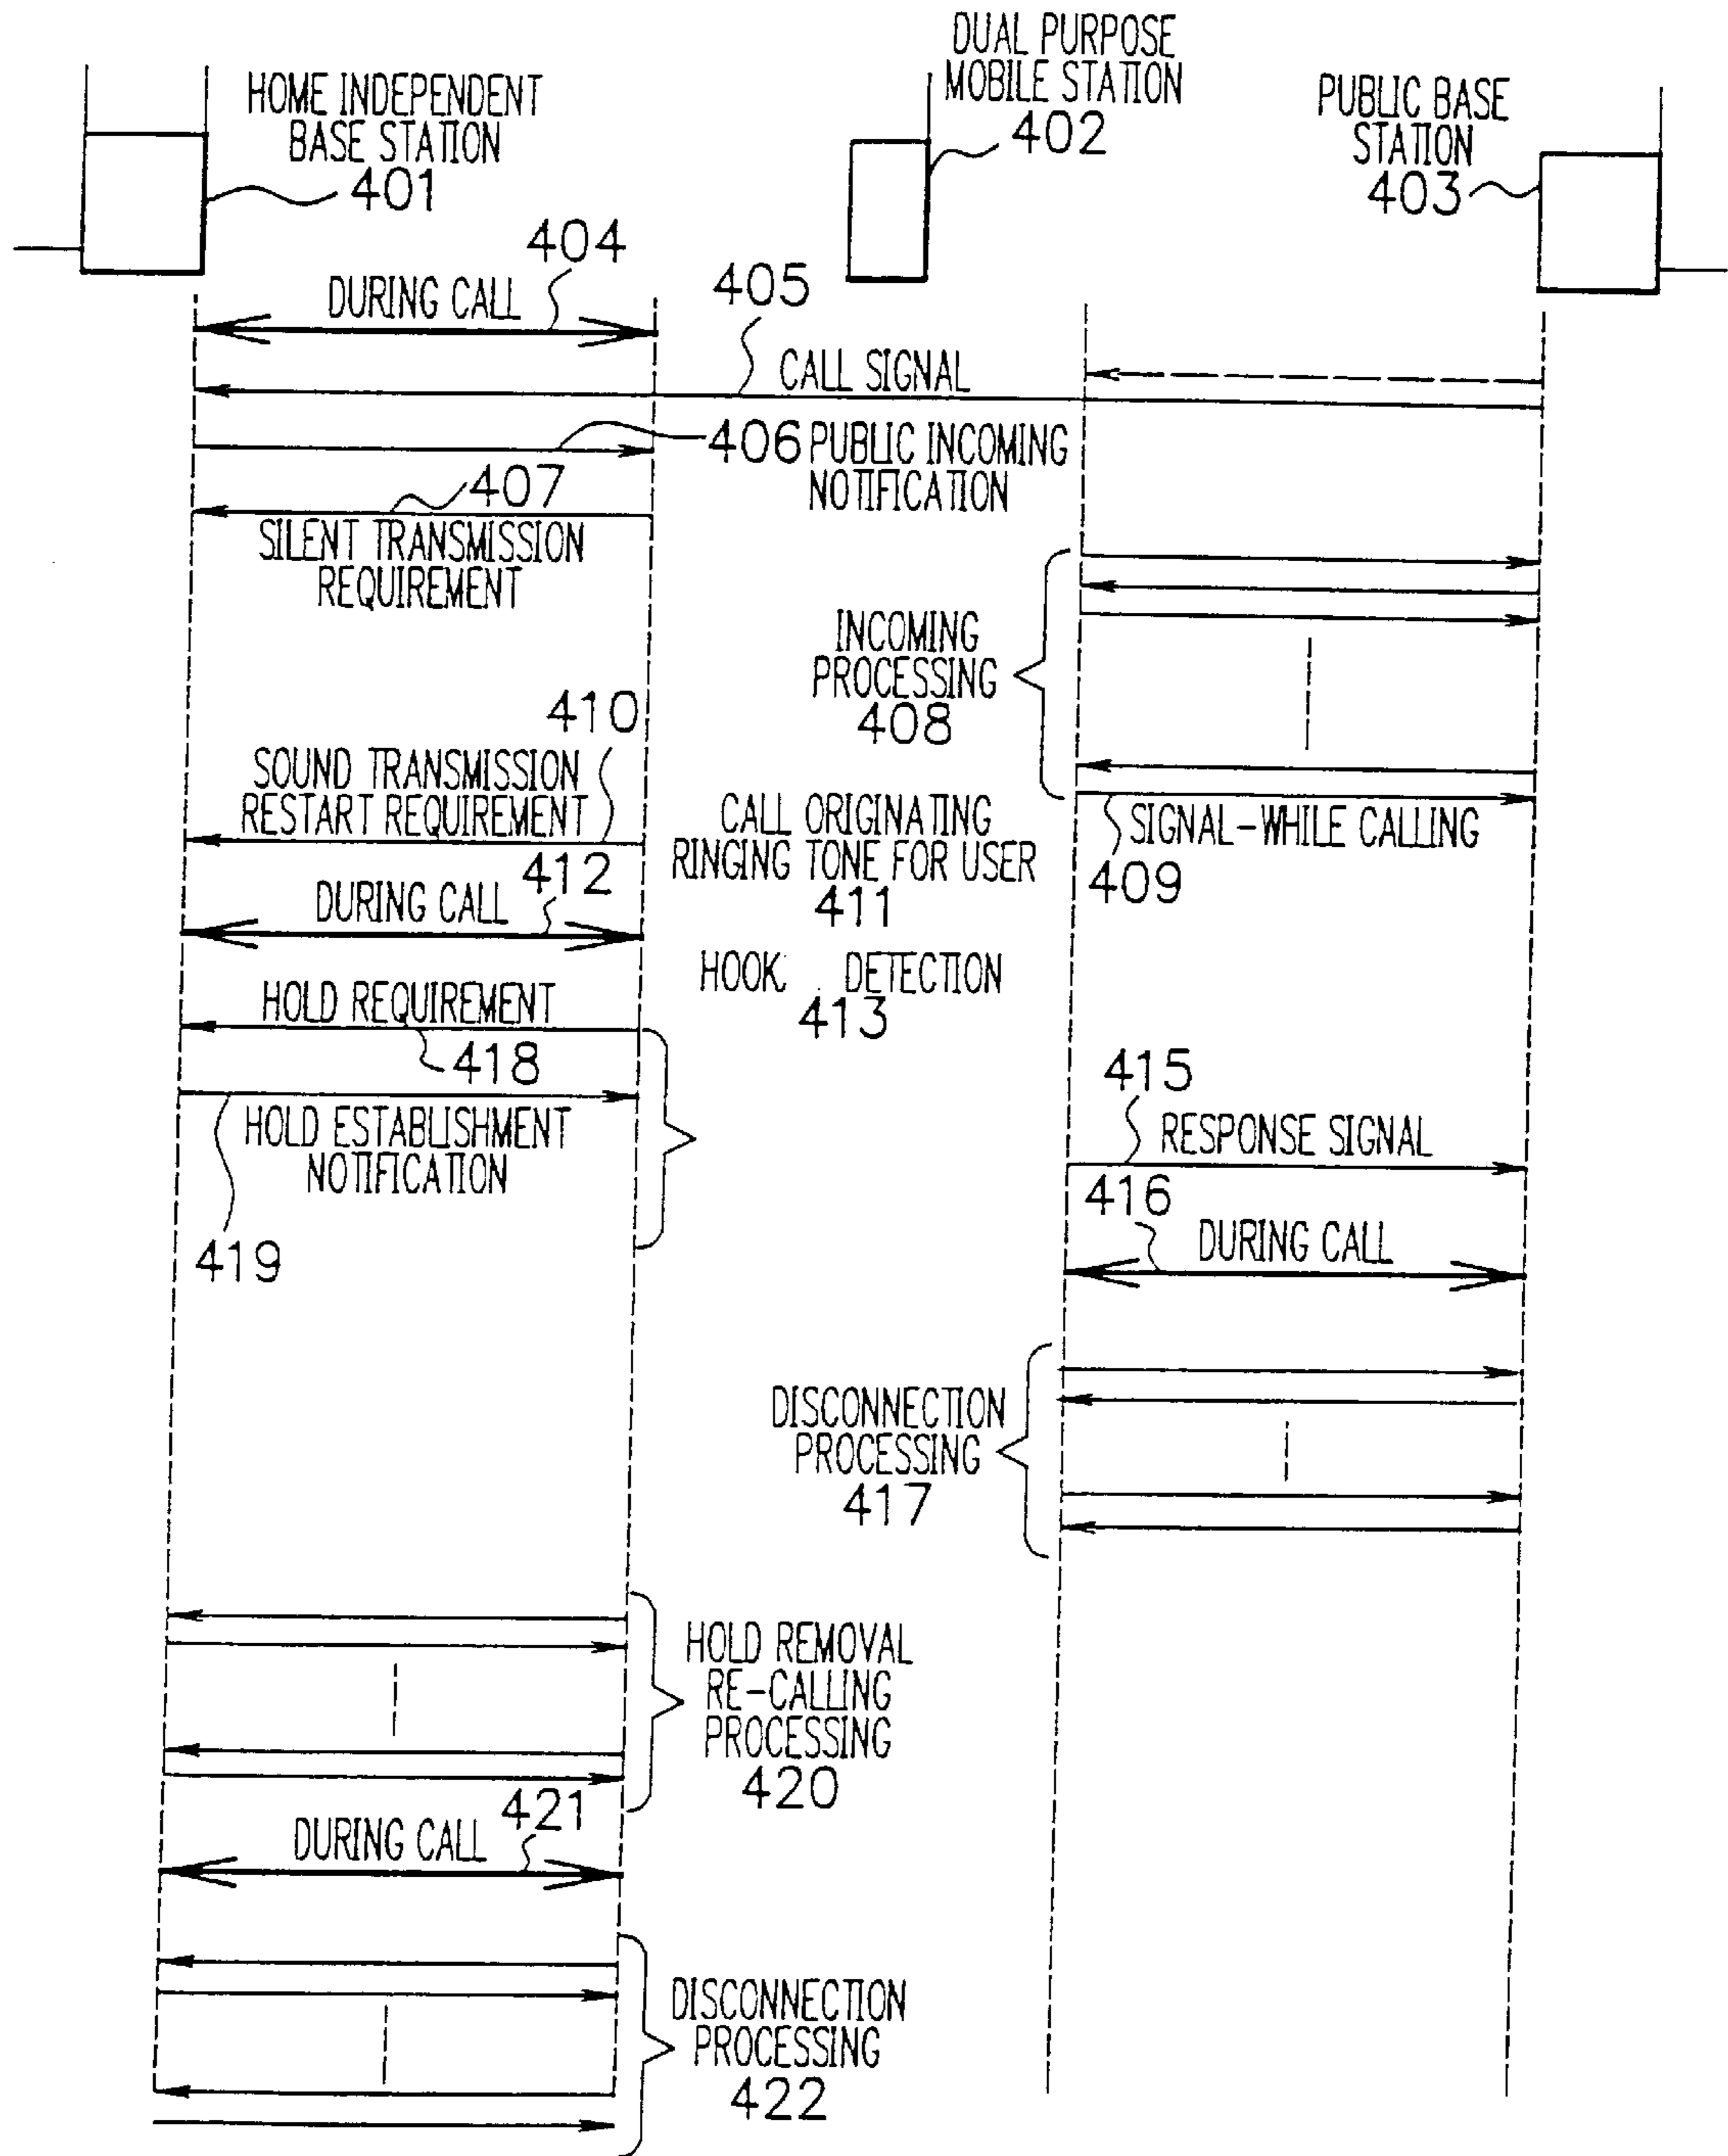 HOME INDEPENDENT
BASE STATION
401
DUAL PURPOSE
MOBILE STATION
402
PUBLIC BASE
STATION
403
404
DURING CALL
405
CALL SIGNAL
406 PUBLIC INCOMING
NOTIFICATION
407
SILENT TRANSMISSION
REQUIREMENT
INCOMING
PROCESSING
408
410
SOUND TRANSMISSION
RESTART REQUIREMENT
CALL ORIGINATING
RINGING TONE FOR USER
411
SIGNAL-WHILE CALLING
409
412
DURING CALL
HOOK DETECTION
413
HOLD REQUIREMENT
418
HOLD ESTABLISHMENT
NOTIFICATION
419
415
RESPONSE SIGNAL
416
DURING CALL
DISCONNECTION
PROCESSING
417
HOLD REMOVAL
RE-CALLING
PROCESSING
420
421
DURING CALL
DISCONNECTION
PROCESSING
422